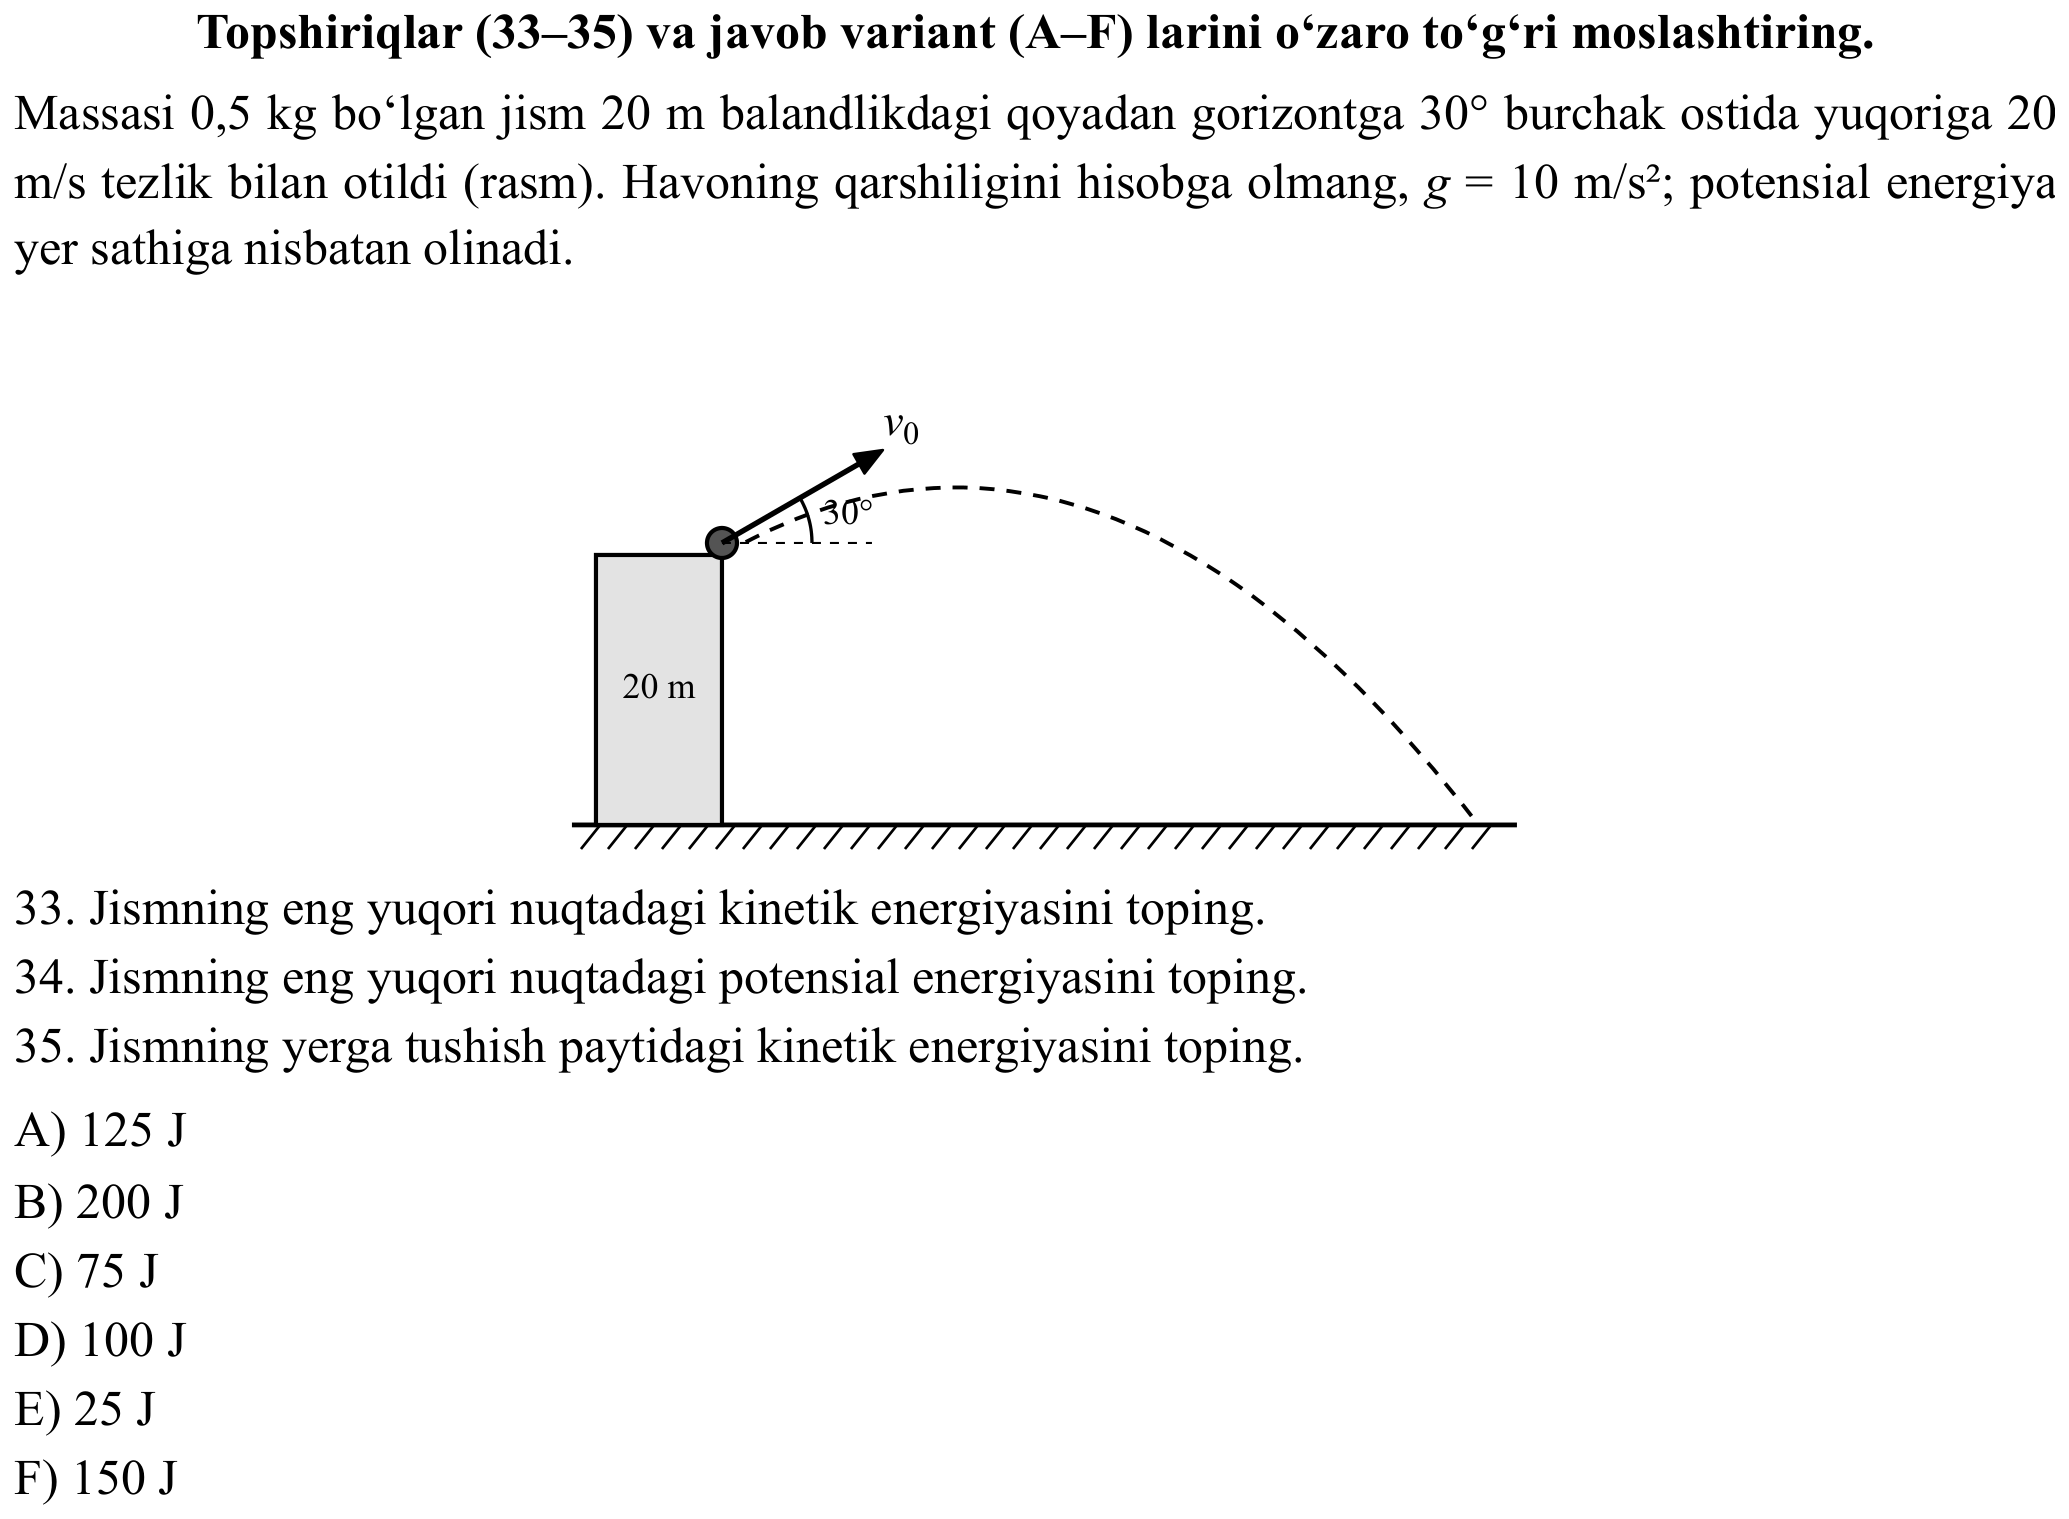 Topshiriqlar (33–35) va javob variant (A–F) larini o‘zaro to‘g‘ri moslashtiring.
Massasi 0,5 kg bo‘lgan jism 20 m balandlikdagi qoyadan gorizontga 30° burchak ostida yuqoriga 20
m/s tezlik bilan otildi (rasm). Havoning qarshiligini hisobga olmang, g = 10 m/s²; potensial energiya
yer sathiga nisbatan olinadi.
v₀
30°
20 m
33. Jismning eng yuqori nuqtadagi kinetik energiyasini toping.
34. Jismning eng yuqori nuqtadagi potensial energiyasini toping.
35. Jismning yerga tushish paytidagi kinetik energiyasini toping.
A) 125 J
B) 200 J
C) 75 J
D) 100 J
E) 25 J
F) 150 J